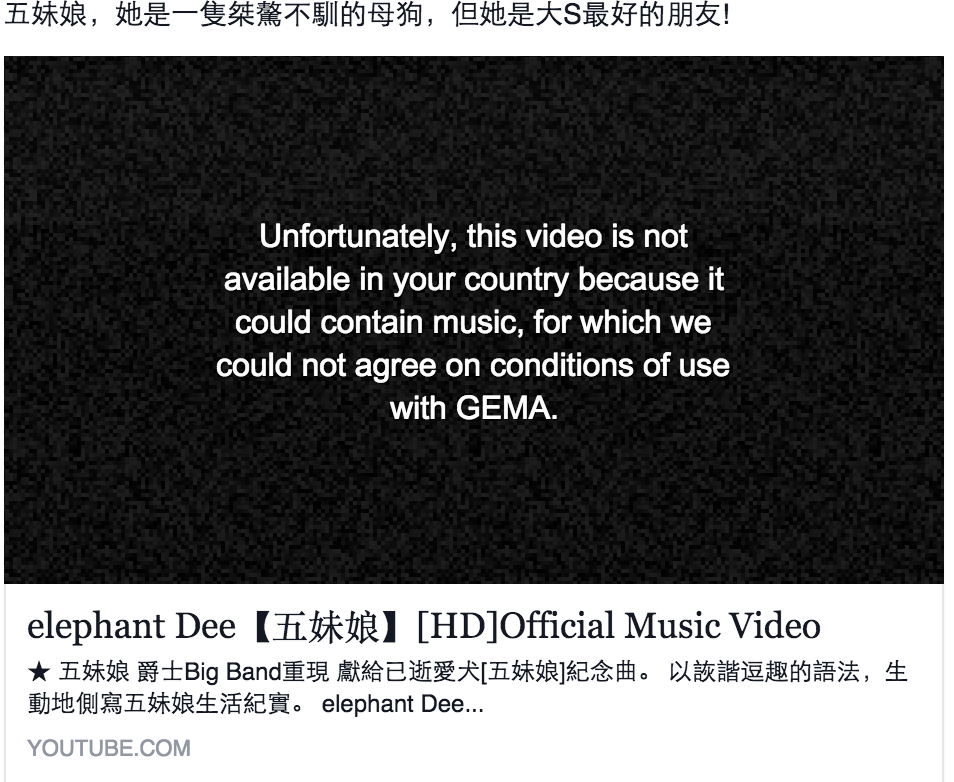 五妹娘，她是一隻桀驁不馴的母狗，但她是大S最好的朋友!
Unfortunately, this video is not
available in your country because it
could contain music, for which we
could not agree on conditions of use
with GEMA.
elephant Dee【五妹娘】[HD]Official Music Video
★ 五妹娘 爵士Big Band重現 獻給已逝愛犬[五妹娘]紀念曲。 以詼諧逗趣的語法，生
動地側寫五妹娘生活紀實。 elephant Dee...
YOUTUBE.COM